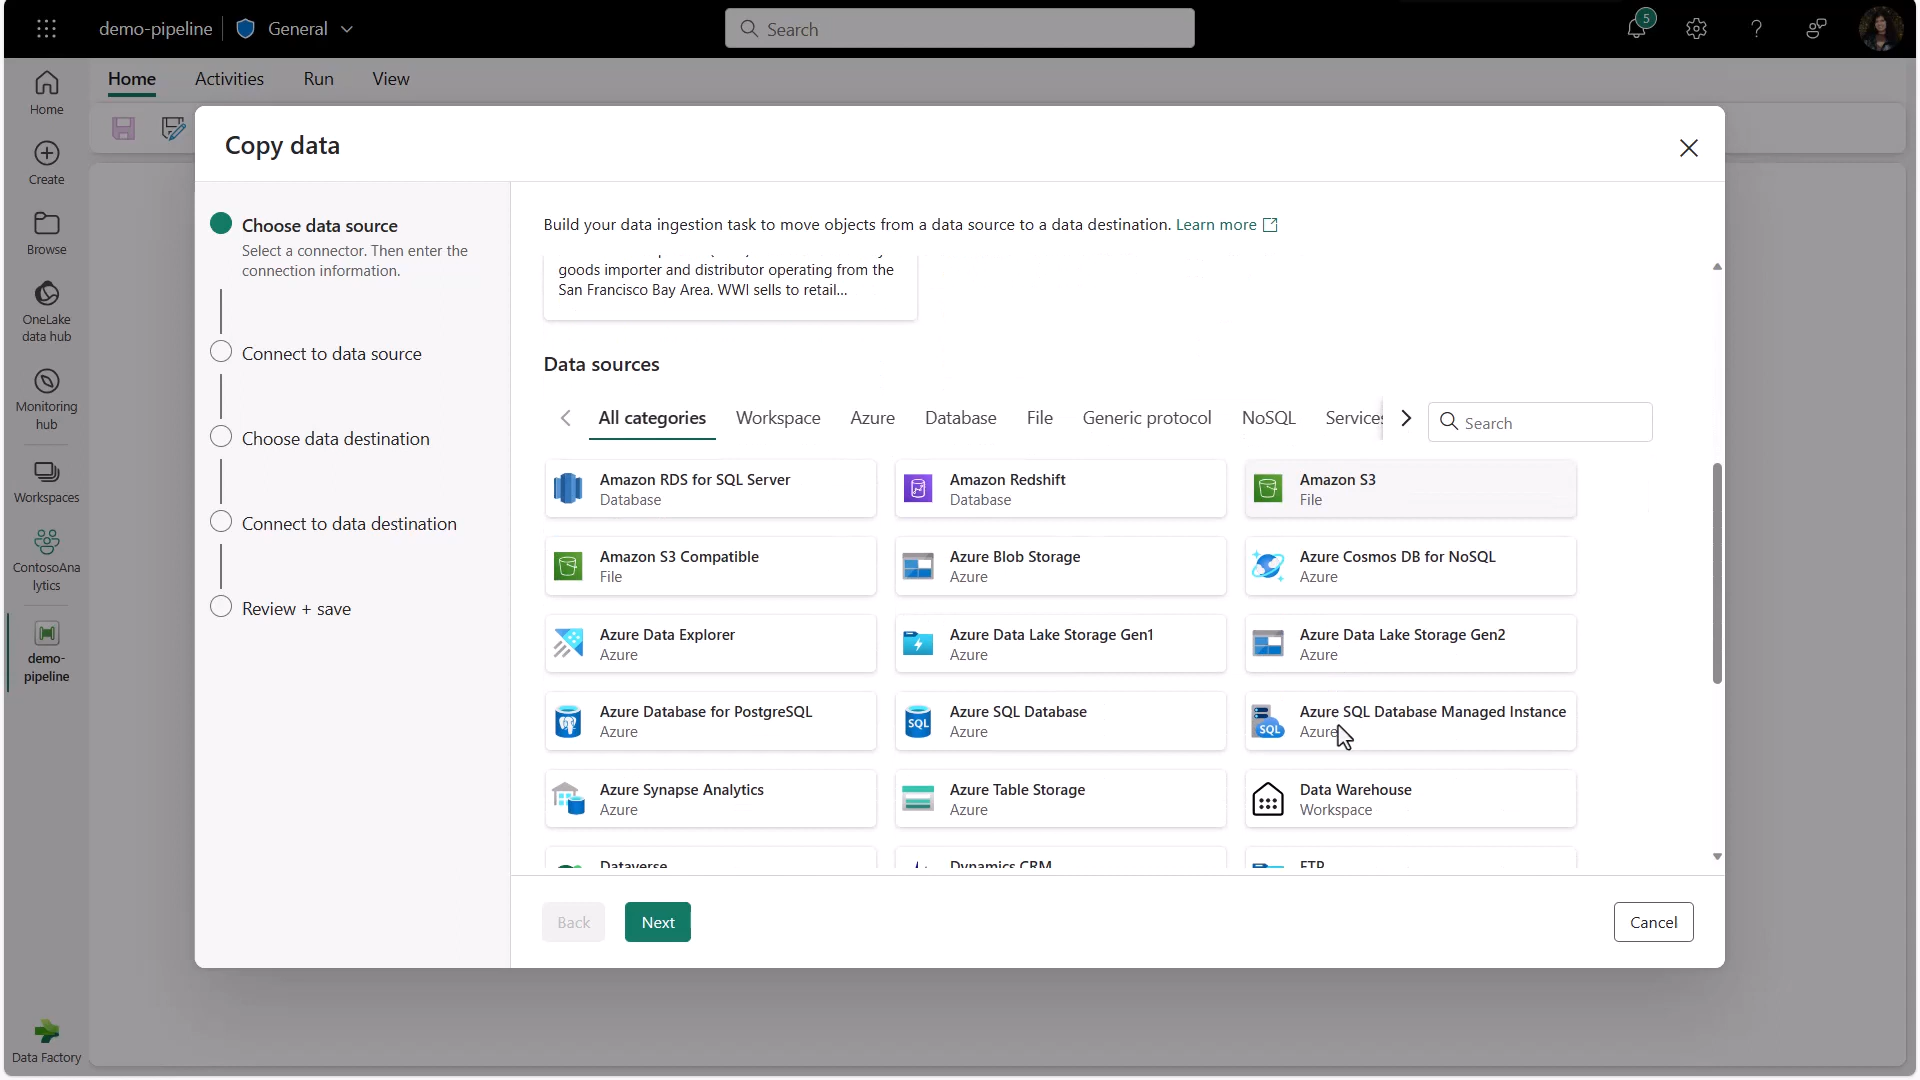 demo-pipeline
General
Search
5
Home
Activities
Run
View
Home
Create
Browse
OneLake
data hub
Monitoring
hub
Workspaces
ContosoAna
lytics
demo-
pipeline
Data Factory
Copy data
Choose data source
Select a connector. Then enter the
connection information.
Connect to data source
Choose data destination
Connect to data destination
Review + save
Build your data ingestion task to move objects from a data source to a data destination. Learn more
goods importer and distributor operating from the
San Francisco Bay Area. WWI sells to retail...
Data sources
All categories
Workspace
Azure
Database
File
Generic protocol
NoSQL
Services
Search
Amazon RDS for SQL Server
Database
Amazon Redshift
Database
Amazon S3
File
Amazon S3 Compatible
File
Azure Blob Storage
Azure
Azure Cosmos DB for NoSQL
Azure
Azure Data Explorer
Azure
Azure Data Lake Storage Gen1
Azure
Azure Data Lake Storage Gen2
Azure
Azure Database for PostgreSQL
Azure
Azure SQL Database
SQL
Azure
Azure SQL Database Managed Instance
SQL
Azure
Azure Synapse Analytics
Azure
Azure Table Storage
Azure
Data Warehouse
Workspace
Dataverse
Dynamics CRM
FTP
Back
Next
Cancel